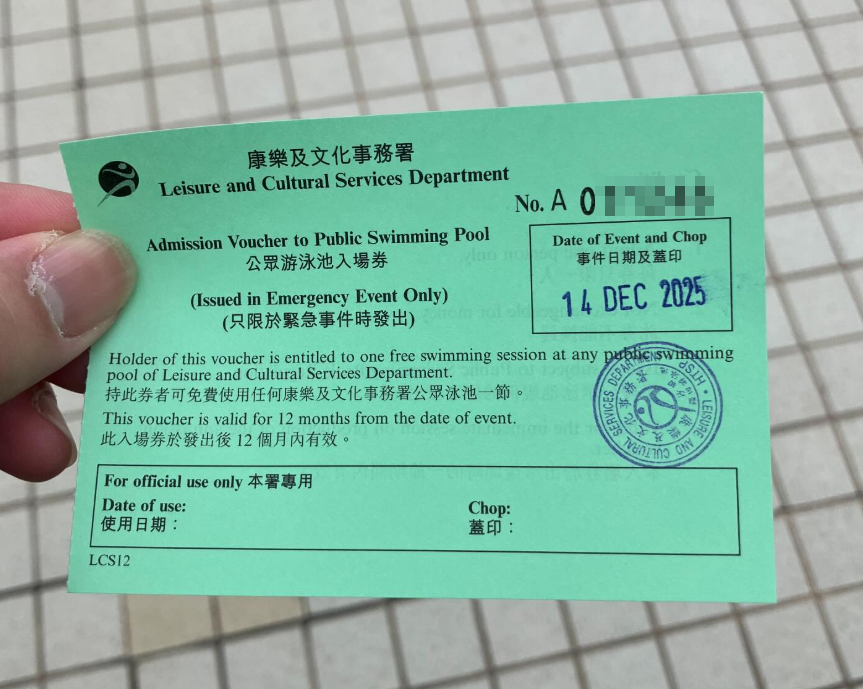 康樂及文化事務署
Leisure and Cultural Services Department
No. A 0
Admission Voucher to Public Swimming Pool
公眾游泳池入場券
(Issued in Emergency Event Only)
(只限於緊急事件時發出)
Date of Event and Chop
事件日期及蓋印
14 DEC 2025
Holder of this voucher is entitled to one free swimming session at any public swimming
pool of Leisure and Cultural Services Department.
持此券者可免費使用任何康樂及文化事務署公眾泳池一節。
This voucher is valid for 12 months from the date of event.
此入場券於發出後 12 個月內有效。
LEISURE AND CULTURAL SERVICES DEPARTMENT • HTSP •
For official use only 本署專用
Date of use:
使用日期：
Chop:
蓋印：
LCS12